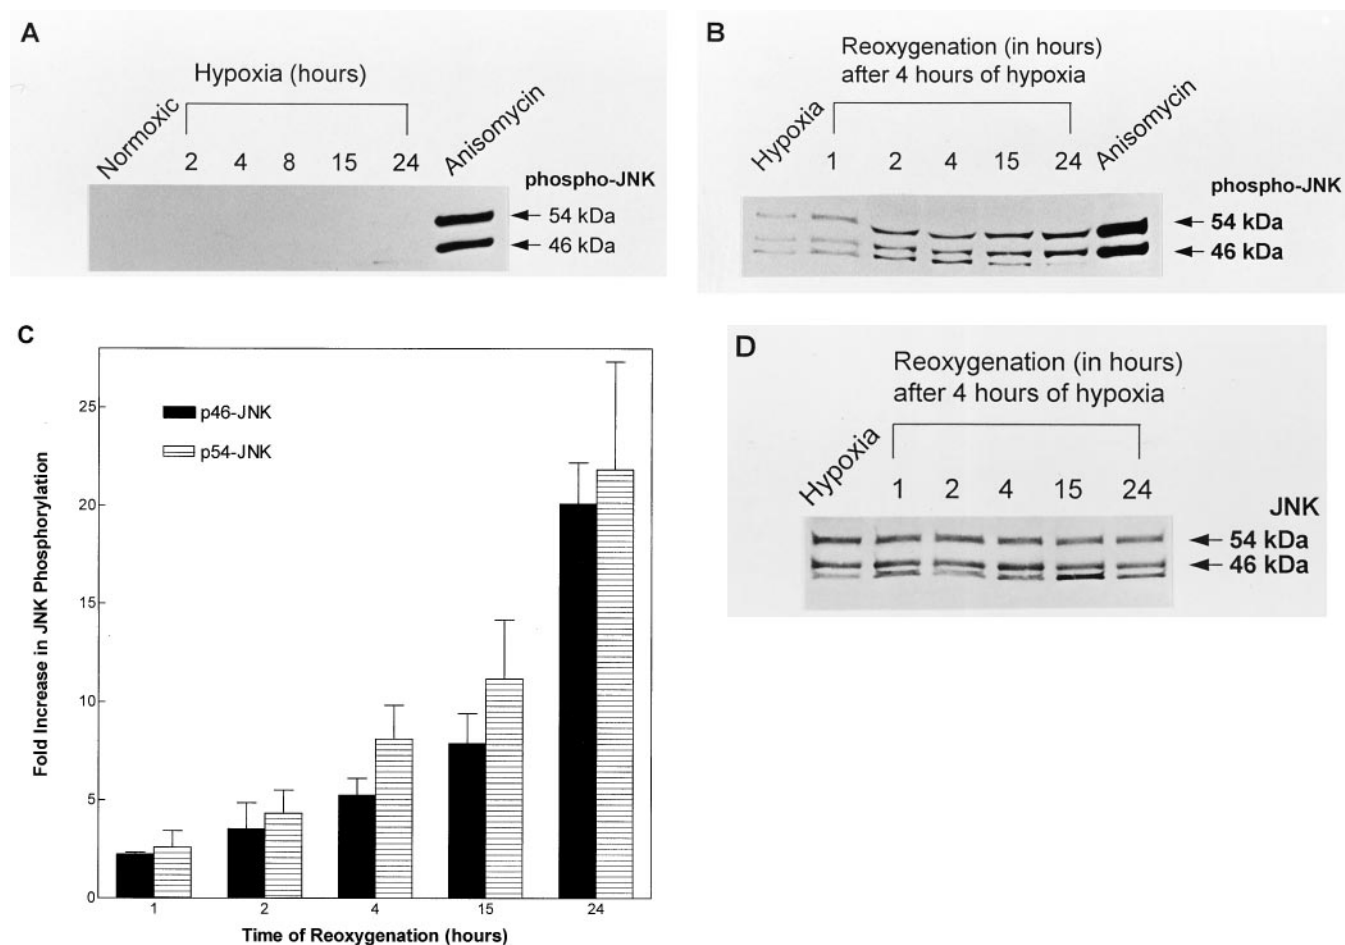 A
Hypoxia (hours)
Normoxic
2 4 8 15 24
Anisomycin
phospho-JNK
54 kDa
46 kDa
B
Reoxygenation (in hours)
after 4 hours of hypoxia
Hypoxia
1 2 4 15 24
Anisomycin
phospho-JNK
54 kDa
46 kDa
C
Fold Increase in JNK Phosphorylation
25
20
15
10
5
0
p46-JNK
p54-JNK
1 2 4 15 24
Time of Reoxygenation (hours)
D
Reoxygenation (in hours)
after 4 hours of hypoxia
Hypoxia
1 2 4 15 24
JNK
54 kDa
46 kDa